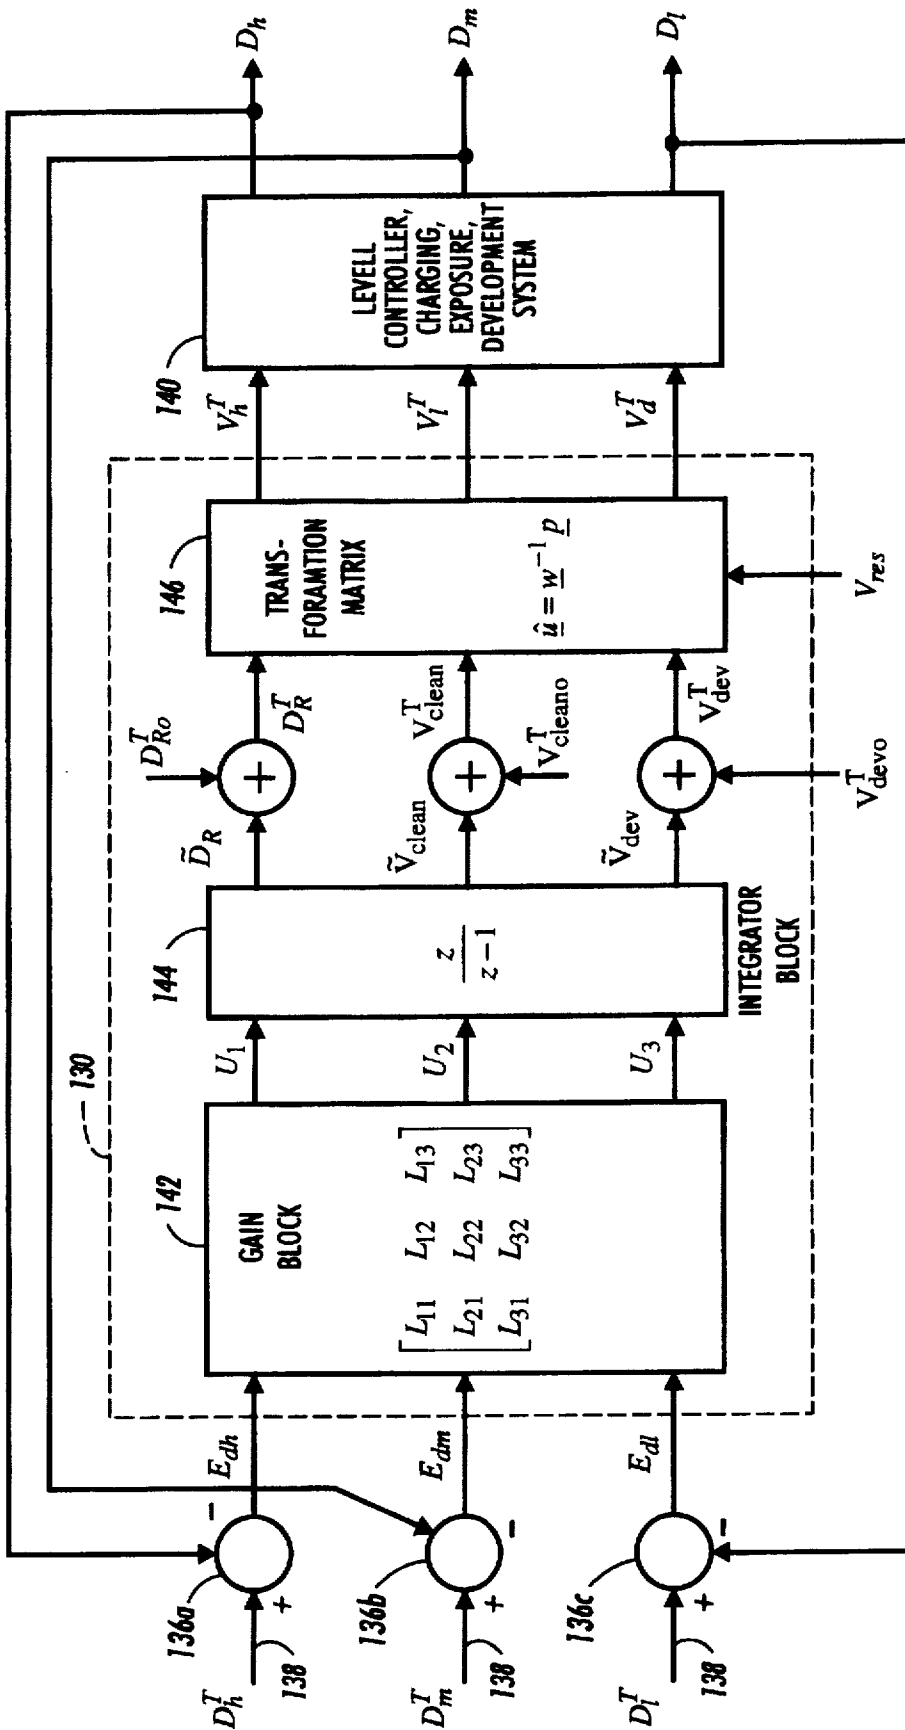 D_h^T
138
+
136a
−
E_dh
D_m^T
138
+
136b
−
E_dm
D_l^T
138
+
136c
−
E_dl
130
142
GAIN
BLOCK
L_11 L_12 L_13
L_21 L_22 L_23
L_31 L_32 L_33
U_1
U_2
U_3
144
z
z − 1
INTEGRATOR
BLOCK
D̃_R
Ṽ_clean
Ṽ_dev
D_Ro^T
+
D_R^T
+
V_clean^T
V_cleano^T
+
V_dev^T
V_devo^T
146
TRANS-
FORAMTION
MATRIX
û = w^−1 p
V_res
V_h^T
V_l^T
V_d^T
140
LEVELL
CONTROLLER,
CHARGING,
EXPOSURE,
DEVELOPMENT
SYSTEM
D_h
D_m
D_l